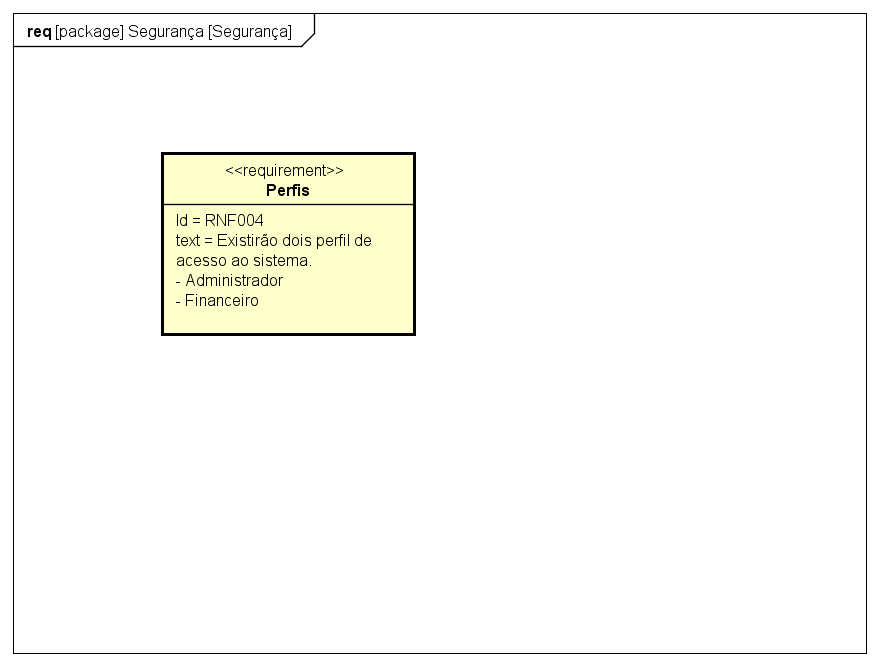 req [package] Segurança [Segurança]
<<requirement>>
Perfis
Id = RNF004
text = Existirão dois perfil de
acesso ao sistema.
- Administrador
- Financeiro